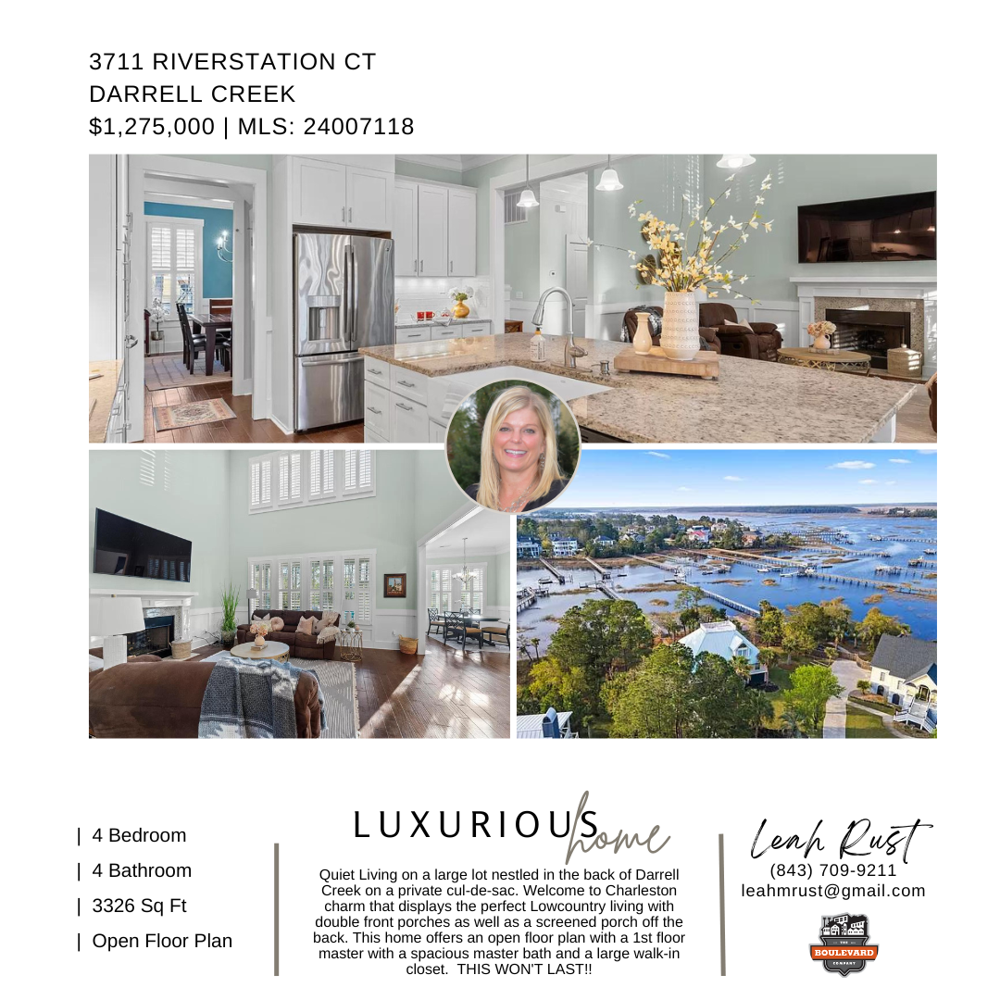 3711 RIVERSTATION CT
DARRELL CREEK
$1,275,000 | MLS: 24007118
| 4 Bedroom
| 4 Bathroom
| 3326 Sq Ft
| Open Floor Plan
LUXURIOUS
home
Quiet Living on a large lot nestled in the back of Darrell
Creek on a private cul-de-sac. Welcome to Charleston
charm that displays the perfect Lowcountry living with
double front porches as well as a screened porch off the
back. This home offers an open floor plan with a 1st floor
master with a spacious master bath and a large walk-in
closet. THIS WON'T LAST!!
Leah Rust
(843) 709-9211
leahmrust@gmail.com
THE
BOULEVARD
COMPANY